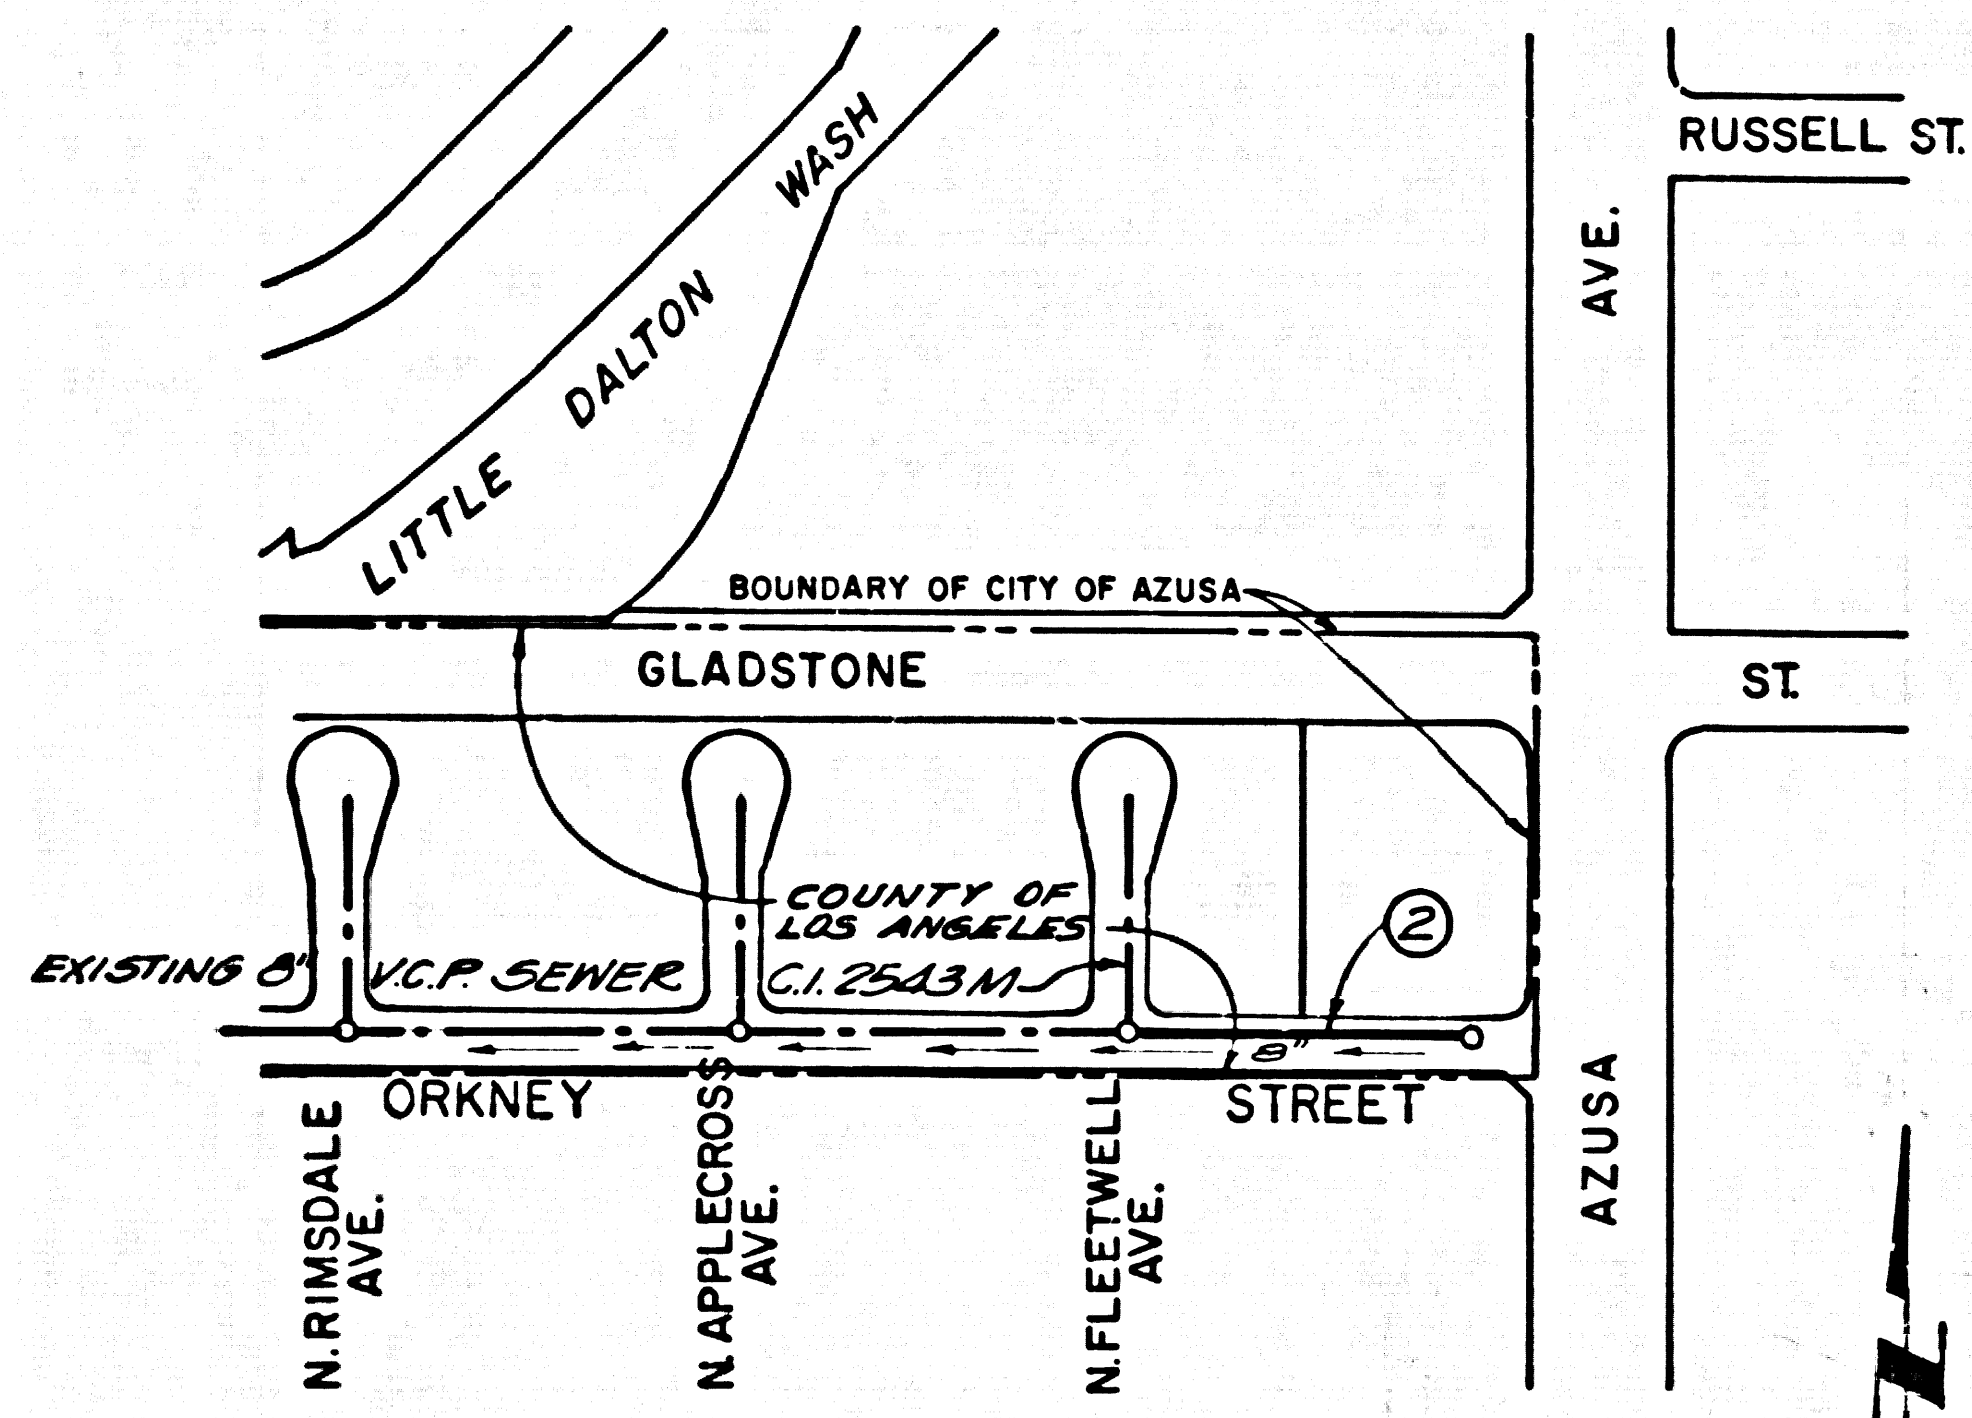 RUSSELL ST.
LITTLE DALTON WASH
AVE.
BOUNDARY OF CITY OF AZUSA
GLADSTONE
ST.
COUNTY OF
LOS ANGELES
2
EXISTING 8" V.C.P. SEWER
C.I. 2543 M
8"
ORKNEY
STREET
AZUSA
N. RIMSDALE
AVE.
N. APPLECROSS
AVE.
N. FLEETWELL
AVE.